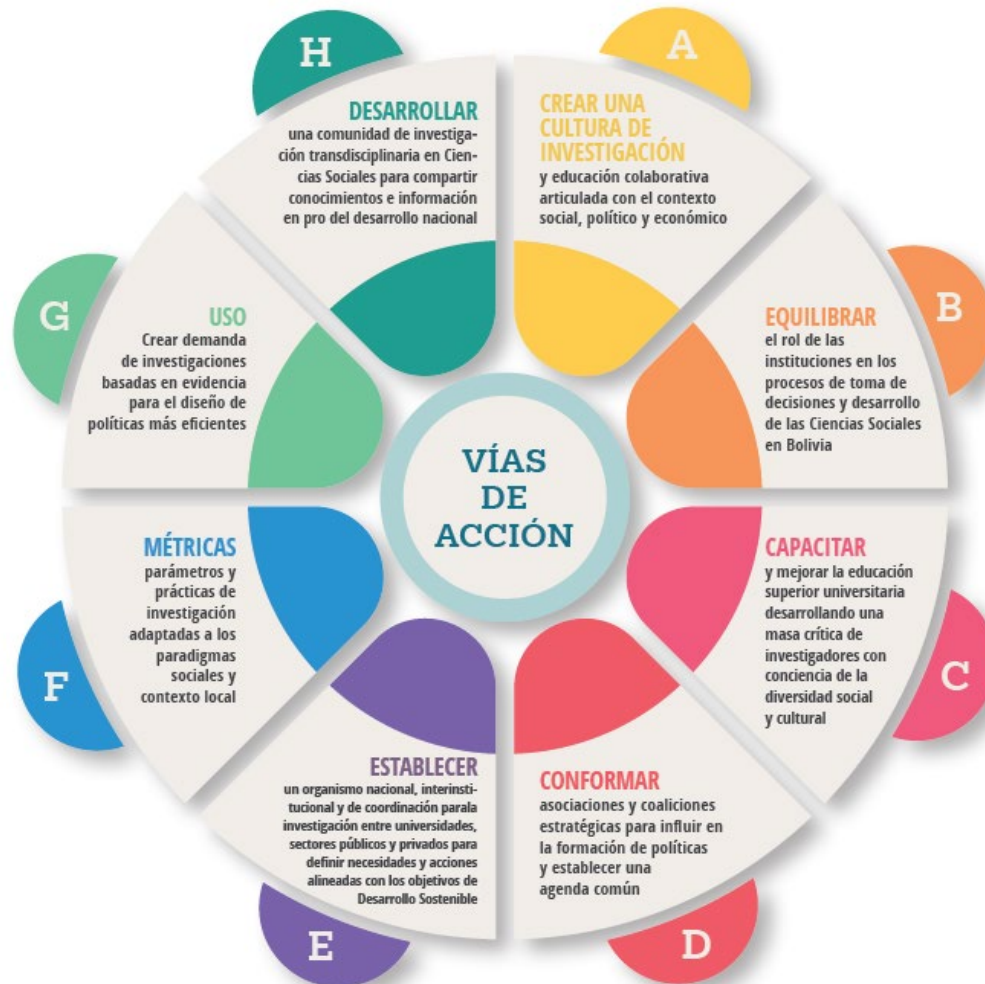 VÍAS
DE
ACCIÓN
A
CREAR UNA
CULTURA DE
INVESTIGACIÓN
y educación colaborativa
articulada con el contexto
social, político y económico
B
EQUILIBRAR
el rol de las
instituciones en los
procesos de toma de
decisiones y desarrollo
de las Ciencias Sociales
en Bolivia
C
CAPACITAR
y mejorar la educación
superior universitaria
desarrollando una
masa crítica de
investigadores con
conciencia de la
diversidad social
y cultural
D
CONFORMAR
asociaciones y coaliciones
estratégicas para influir en
la formación de políticas
y establecer una
agenda común
E
ESTABLECER
un organismo nacional, interinsti-
tucional y de coordinación parala
investigación entre universidades,
sectores públicos y privados para
definir necesidades y acciones
alineadas con los objetivos de
Desarrollo Sostenible
F
MÉTRICAS
parámetros y
prácticas de
investigación
adaptadas a los
paradigmas
sociales y
contexto local
G
USO
Crear demanda
de investigaciones
basadas en evidencia
para el diseño de
políticas más eficientes
H
DESARROLLAR
una comunidad de investiga-
ción transdisciplinaria en Cien-
cias Sociales para compartir
conocimientos e información
en pro del desarrollo nacional